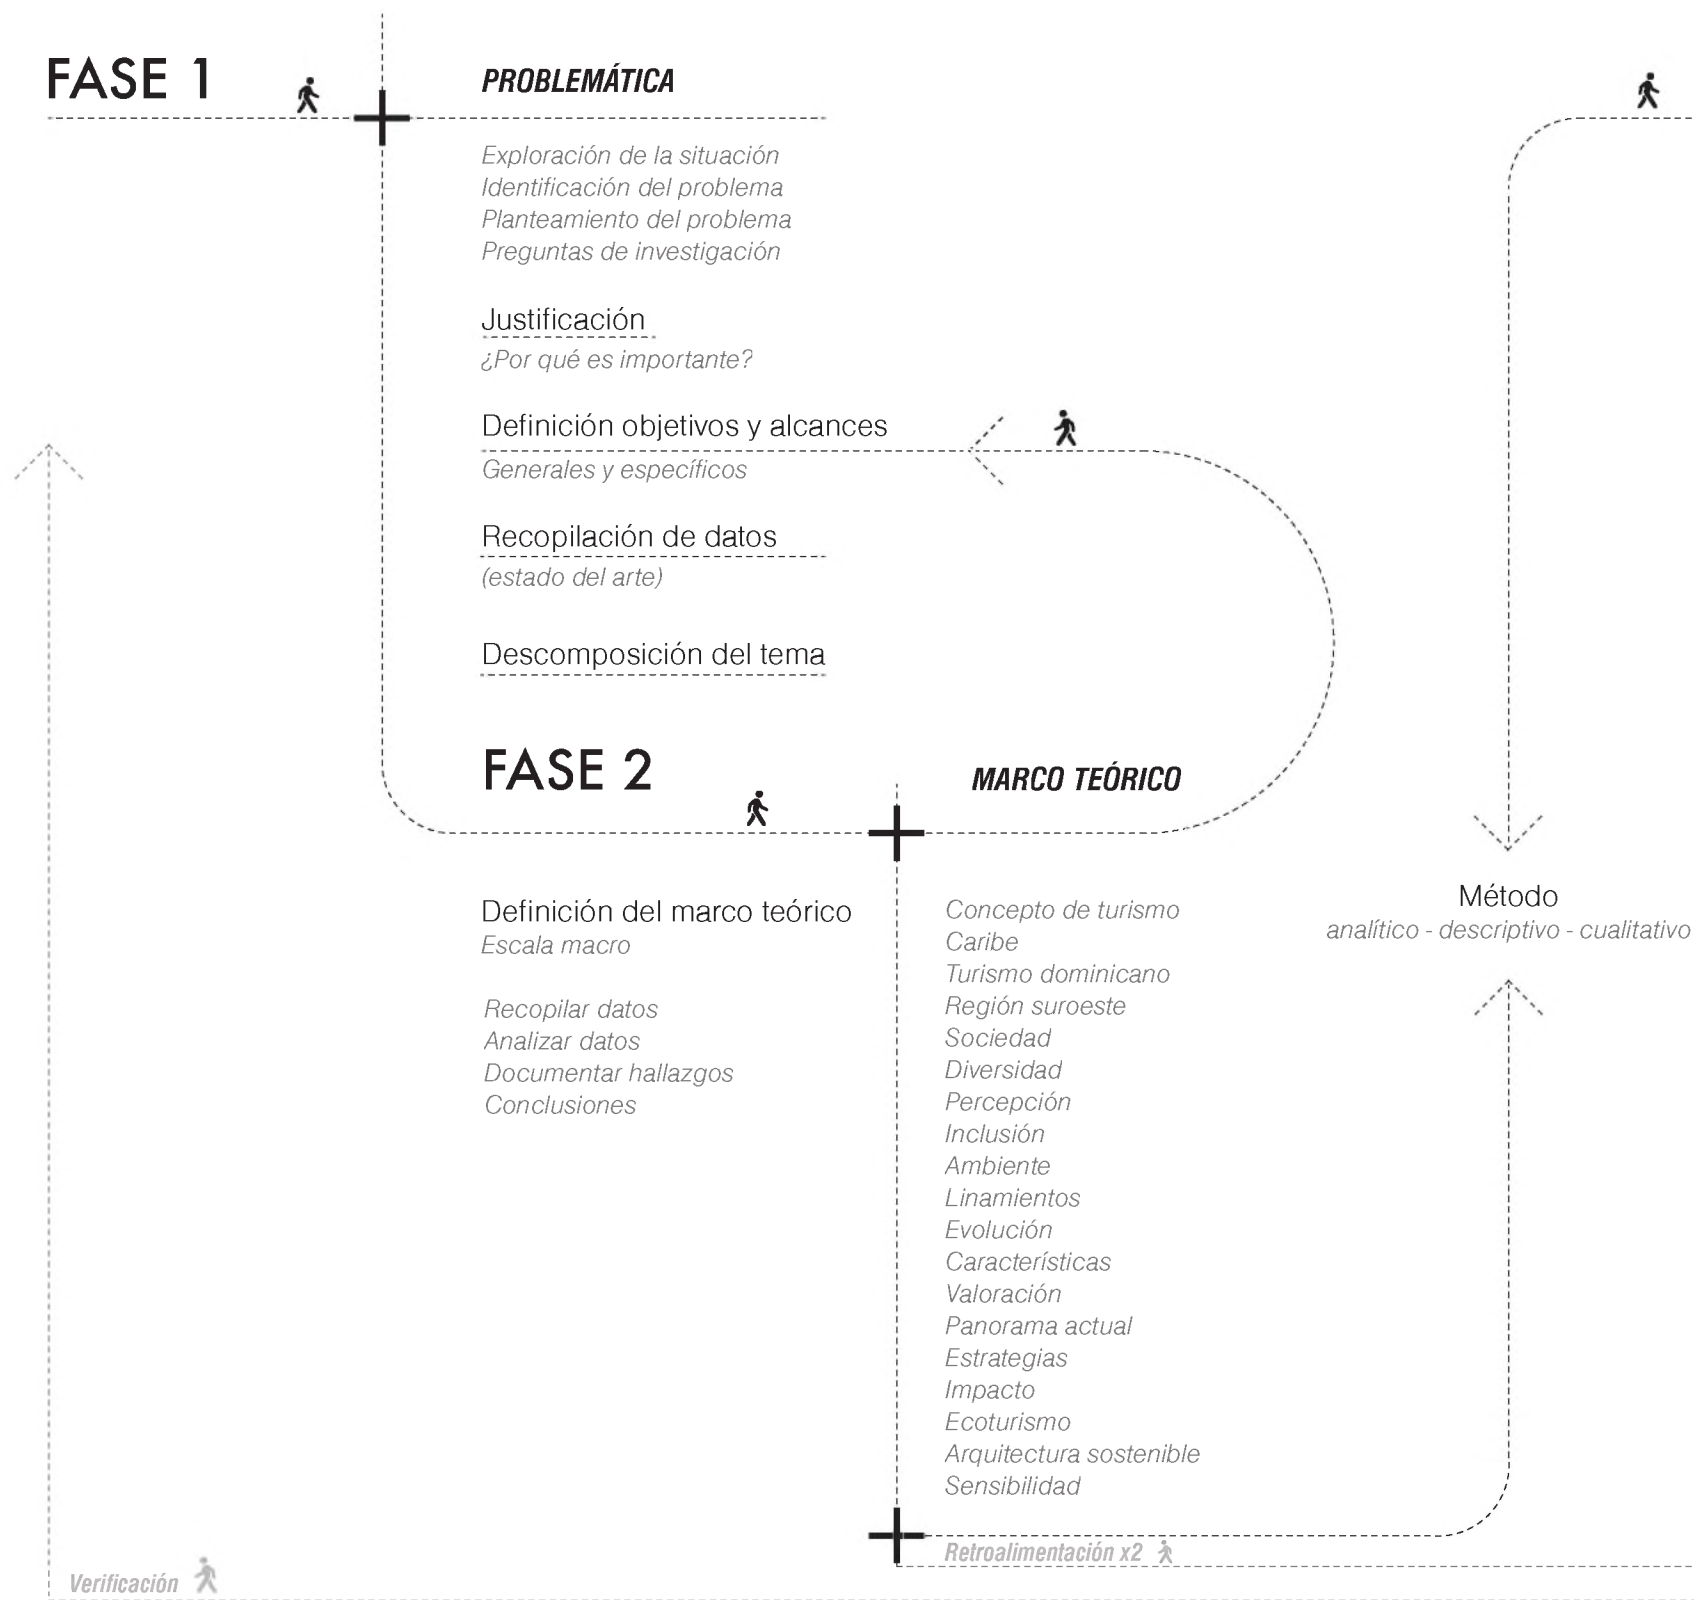 FASE 1
PROBLEMÁTICA
Exploración de la situación
Identificación del problema
Planteamiento del problema
Preguntas de investigación
Justificación
¿Por qué es importante?
Definición objetivos y alcances
Generales y específicos
Recopilación de datos
(estado del arte)
Descomposición del tema
FASE 2
MARCO TEÓRICO
Definición del marco teórico
Escala macro
Recopilar datos
Analizar datos
Documentar hallazgos
Conclusiones
Concepto de turismo
Caribe
Turismo dominicano
Región suroeste
Sociedad
Diversidad
Percepción
Inclusión
Ambiente
Linamientos
Evolución
Características
Valoración
Panorama actual
Estrategias
Impacto
Ecoturismo
Arquitectura sostenible
Sensibilidad
Método
analítico - descriptivo - cualitativo
Retroalimentación x2
Verificación